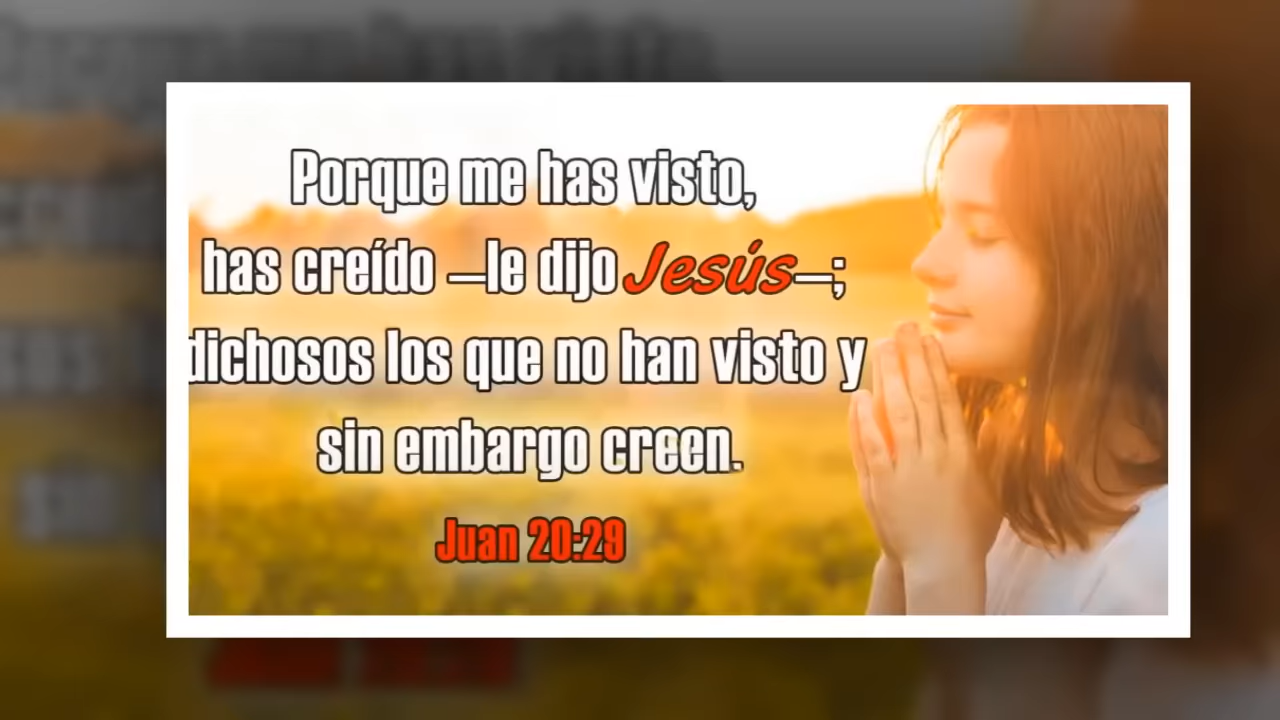 Porque me has visto,
has creído —le dijo Jesús—;
dichosos los que no han visto y
sin embargo creen.
Juan 20:29